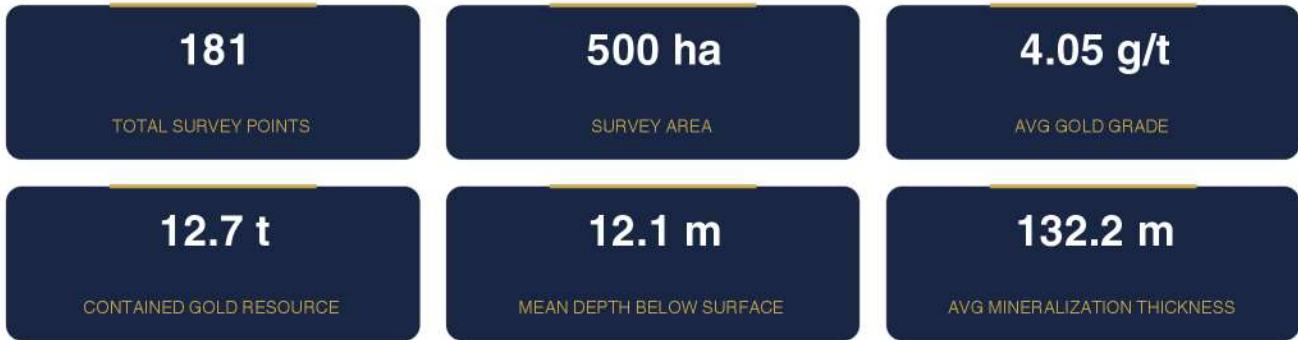 181
TOTAL SURVEY POINTS
500 ha
SURVEY AREA
4.05 g/t
AVG GOLD GRADE
12.7 t
CONTAINED GOLD RESOURCE
12.1 m
MEAN DEPTH BELOW SURFACE
132.2 m
AVG MINERALIZATION THICKNESS